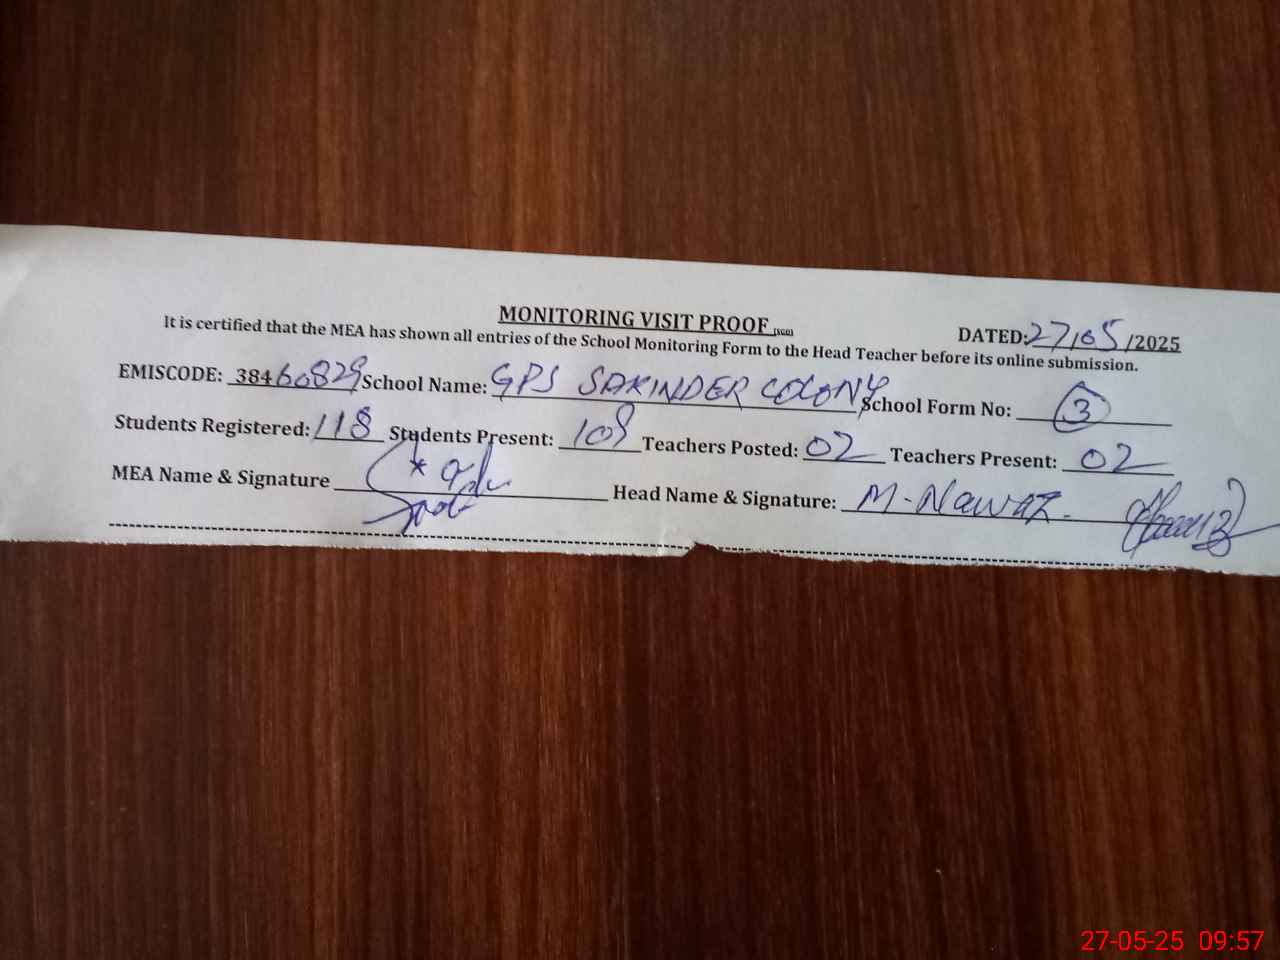 MONITORING VISIT PROOF (SGD)
DATED: 27/05/2025
It is certified that the MEA has shown all entries of the School Monitoring Form to the Head Teacher before its online submission.
EMISCODE: 38460829 School Name: GPS SAKINDER COLONY School Form No: 3
Students Registered: 118 Students Present: 108 Teachers Posted: 02 Teachers Present: 02
MEA Name & Signature Head Name & Signature: M. Nawaz.
27-05-25 09:57